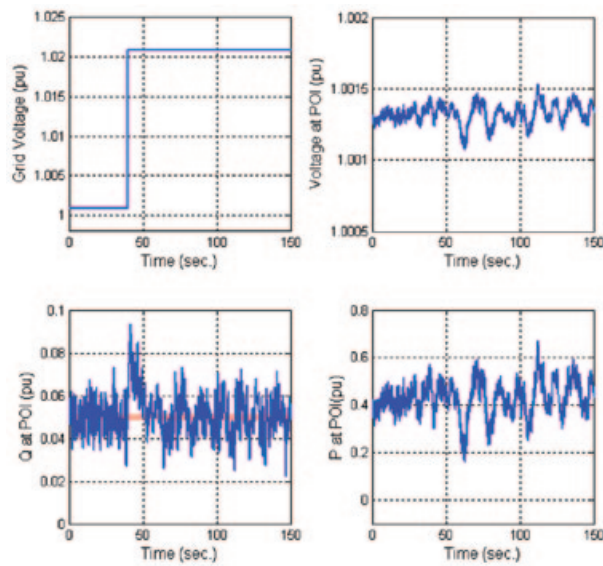 Grid Voltage (pu)
1.025
1.02
1.015
1.01
1.005
1
0 50 100 150
Time (sec.)
Voltage at POI (pu)
1.002
1.0015
1.001
1.0005
0 50 100 150
Time (sec.)
Q at POI (pu)
0.1
0.08
0.06
0.04
0.02
0
0 50 100 150
Time (sec.)
P at POI(pu)
0.8
0.6
0.4
0.2
0
0 50 100 150
Time (sec.)